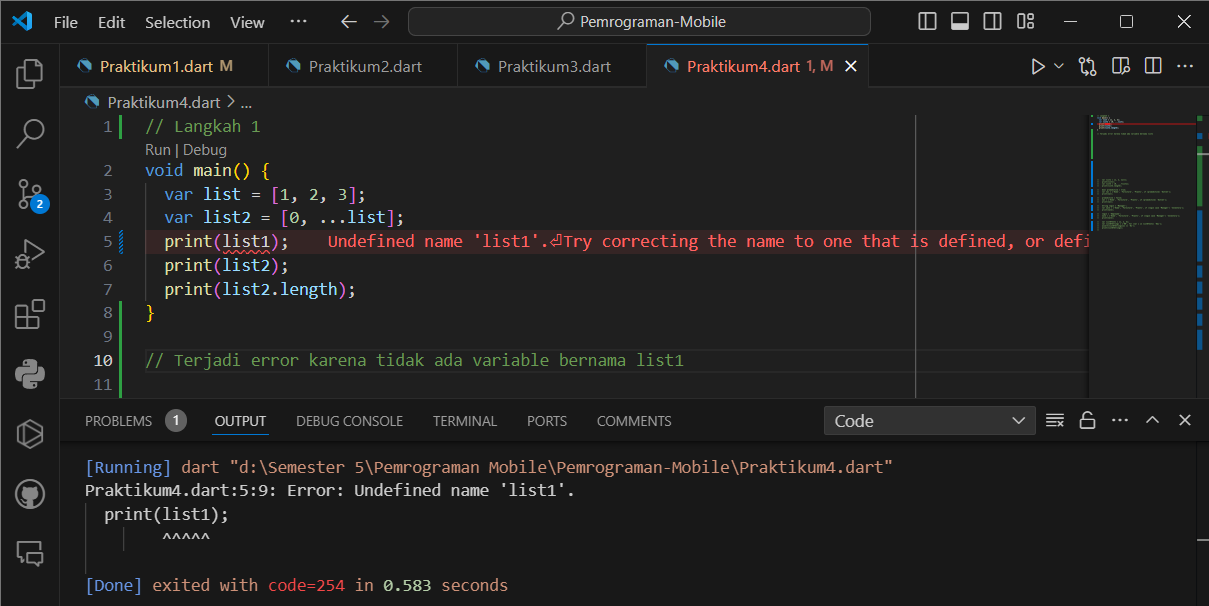 File Edit Selection View ··· Pemrograman-Mobile
Praktikum1.dart M Praktikum2.dart Praktikum3.dart Praktikum4.dart 1, M
Praktikum4.dart > ...
1 // Langkah 1
Run | Debug
2 void main() {
3 var list = [1, 2, 3];
4 var list2 = [0, ...list];
5 print(list1); Undefined name 'list1'.⏎Try correcting the name to one that is defined, or defi
6 print(list2);
7 print(list2.length);
8 }
9
10 // Terjadi error karena tidak ada variable bernama list1
11
2
PROBLEMS 1 OUTPUT DEBUG CONSOLE TERMINAL PORTS COMMENTS Code
[Running] dart "d:\Semester 5\Pemrograman Mobile\Pemrograman-Mobile\Praktikum4.dart"
Praktikum4.dart:5:9: Error: Undefined name 'list1'.
print(list1);
^^^^^
[Done] exited with code=254 in 0.583 seconds